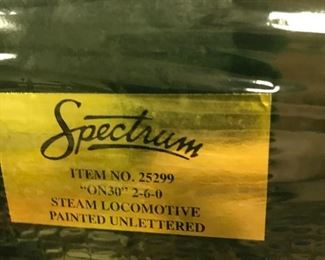 Spectrum
ITEM NO. 25299
"ON30" 2-6-0
STEAM LOCOMOTIVE
PAINTED UNLETTERED